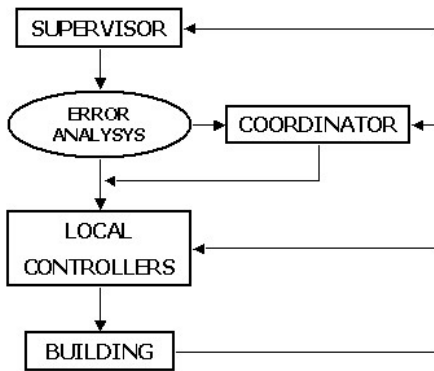 SUPERVISOR
ERROR
ANALYSYS
COORDINATOR
LOCAL
CONTROLLERS
BUILDING